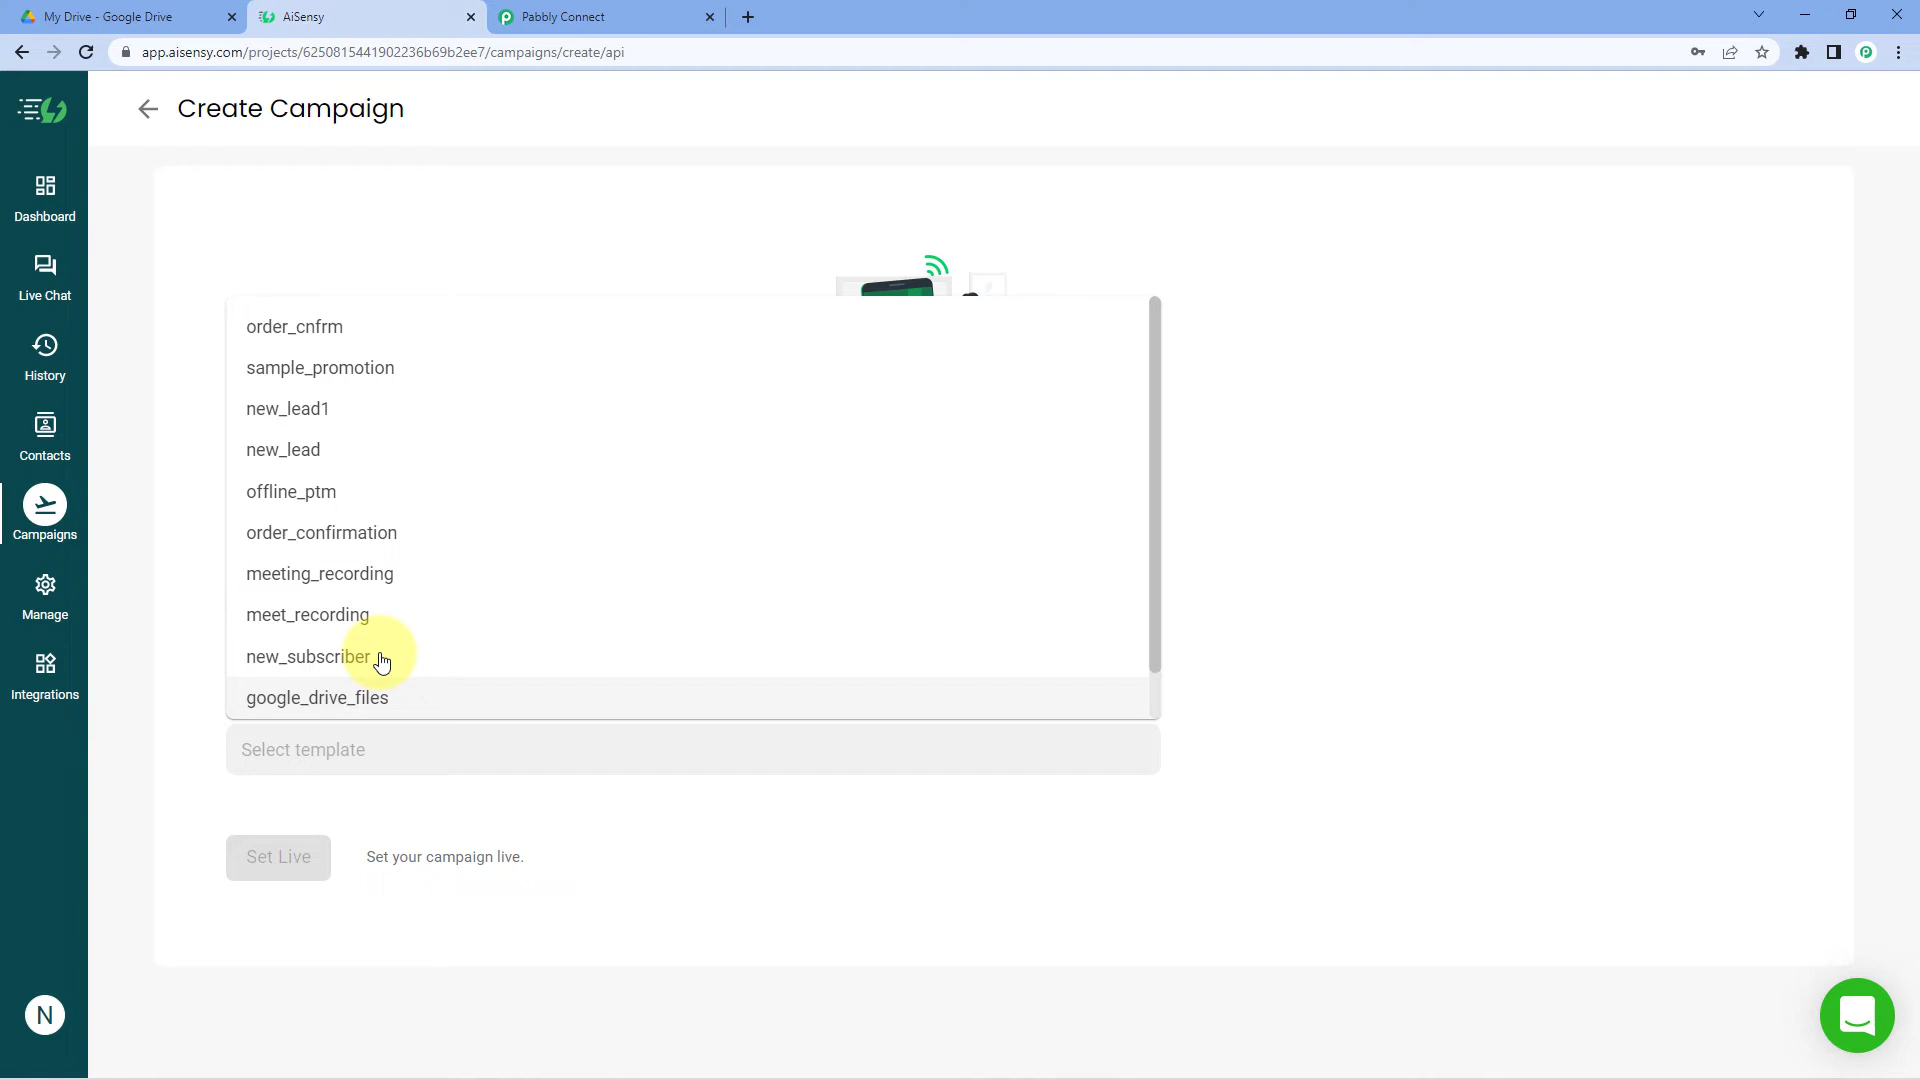 My Drive - Google Drive
AiSensy
Pabbly Connect
app.aisensy.com/projects/6250815441902236b69b2ee7/campaigns/create/api
Create Campaign
Dashboard
Live Chat
History
Contacts
Campaigns
Manage
Integrations
N
order_cnfrm
sample_promotion
new_lead1
new_lead
offline_ptm
order_confirmation
meeting_recording
meet_recording
new_subscriber
google_drive_files
Select template
Set Live
Set your campaign live.